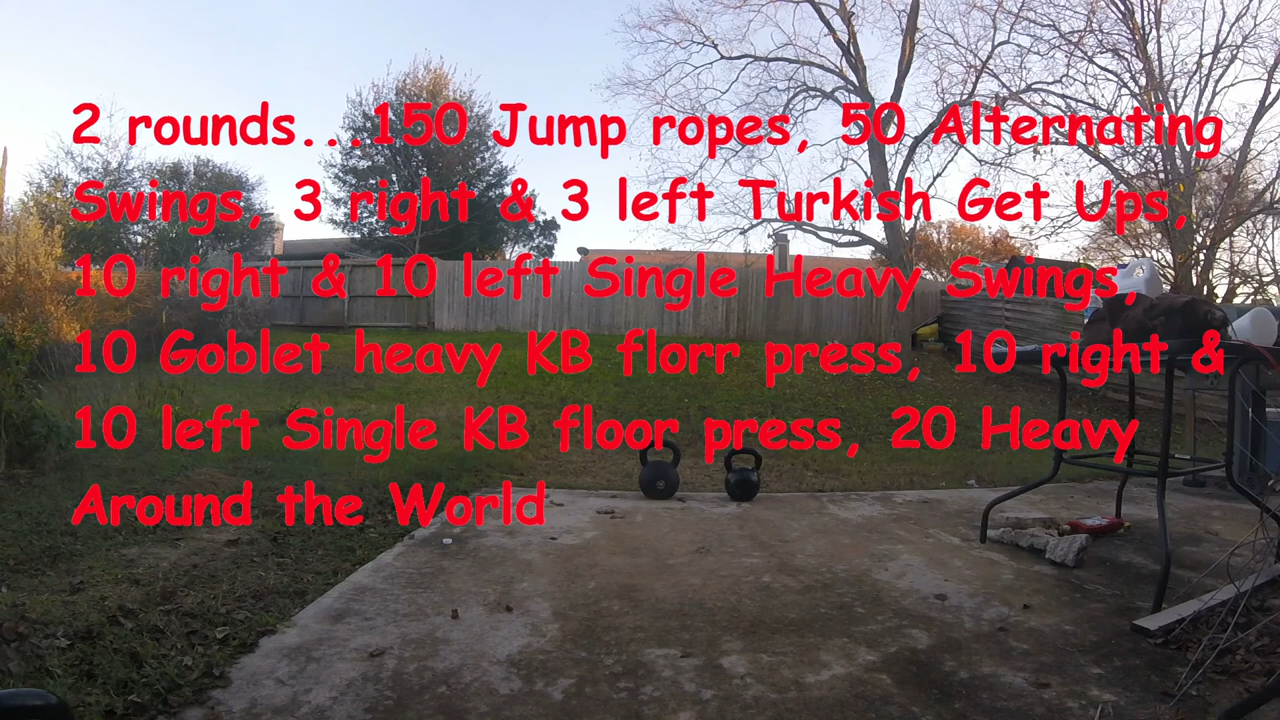 2 rounds...150 Jump ropes, 50 Alternating
Swings, 3 right & 3 left Turkish Get Ups,
10 right & 10 left Single Heavy Swings,
10 Goblet heavy KB florr press, 10 right &
10 left Single KB floor press, 20 Heavy
Around the World